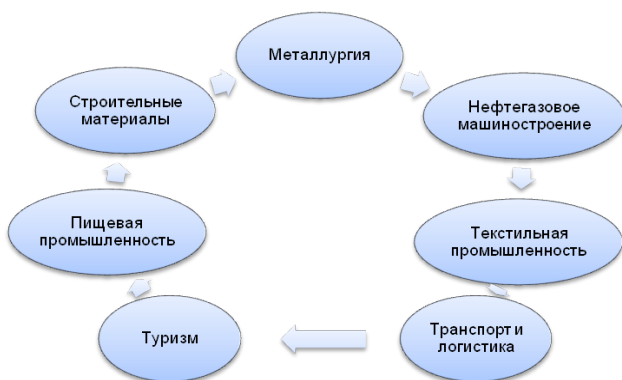 Металлургия
Нефтегазовое
машиностроение
Текстильная
промышленность
Транспорт и
логистика
Туризм
Пищевая
промышленность
Строительные
материалы